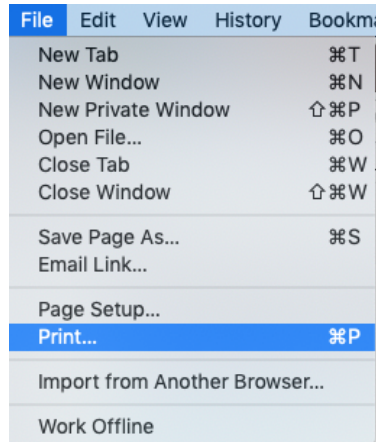 File Edit View History Bookma
New Tab ⌘T
New Window ⌘N
New Private Window ⇧⌘P
Open File... ⌘O
Close Tab ⌘W
Close Window ⇧⌘W
Save Page As... ⌘S
Email Link...
Page Setup...
Print... ⌘P
Import from Another Browser...
Work Offline